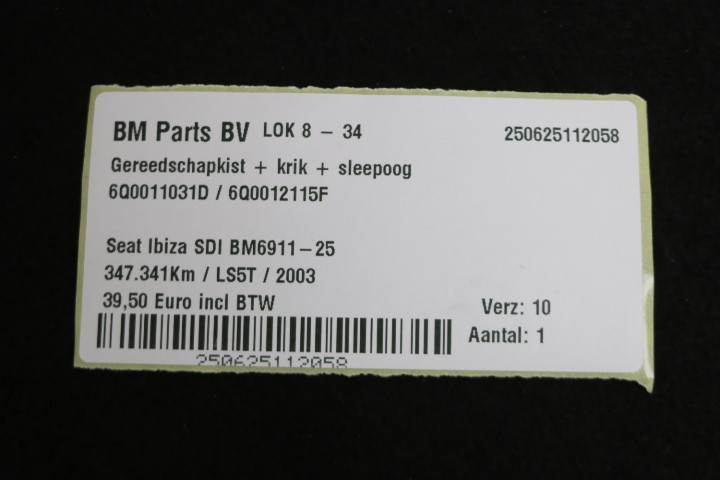 BM Parts BV LOK 8 - 34 250625112058
Gereedschapkist + krik + sleepoog
6Q0011031D / 6Q0012115F
Seat Ibiza SDI BM6911-25
347.341Km / LS5T / 2003
39,50 Euro incl BTW Verz: 10
Aantal: 1
250625112058